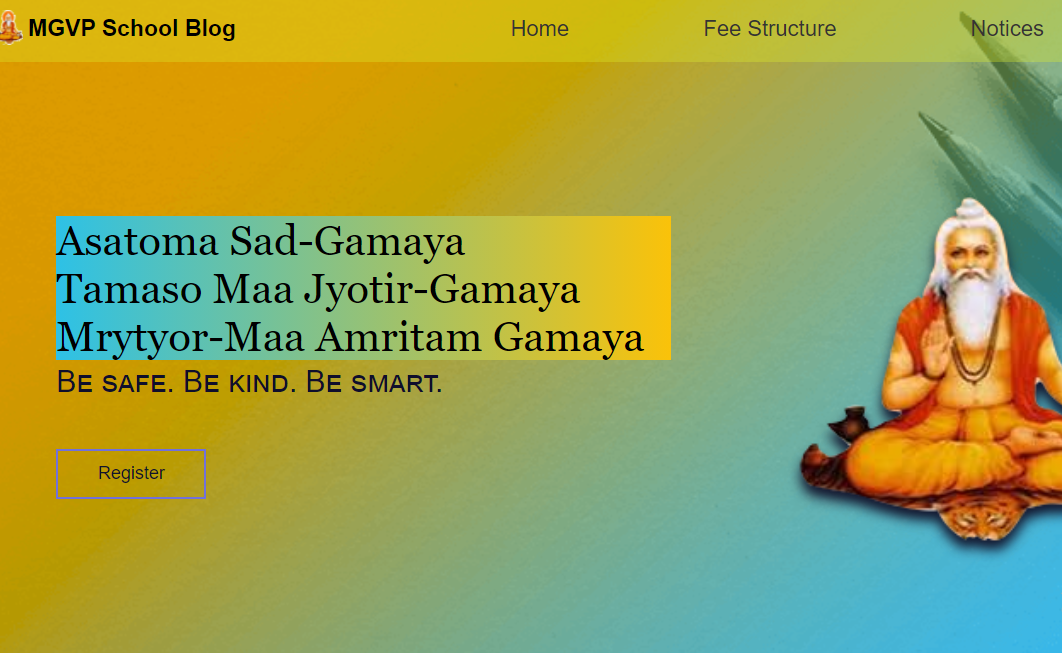 MGVP School Blog
Home
Fee Structure
Notices
Asatoma Sad-Gamaya
Tamaso Maa Jyotir-Gamaya
Mrytyor-Maa Amritam Gamaya
Be safe. Be kind. Be smart.
Register